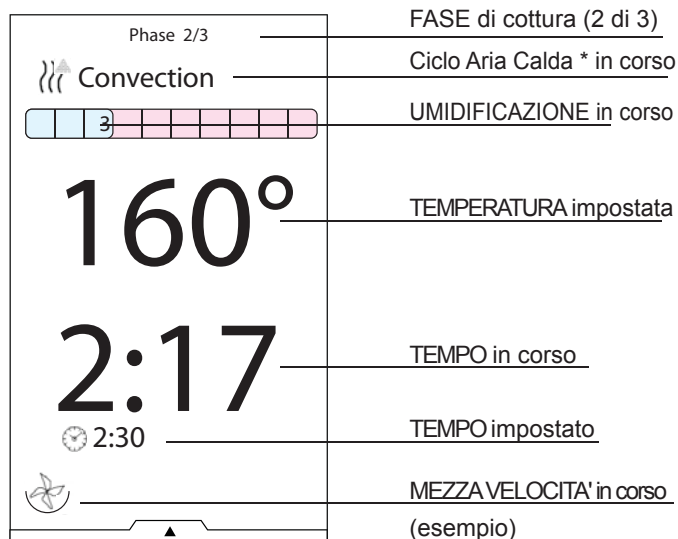 Phase 2/3
FASE di cottura (2 di 3)
Convection
Ciclo Aria Calda * in corso
3
UMIDIFICAZIONE in corso
160°
TEMPERATURA impostata
2:17
TEMPO in corso
2:30
TEMPO impostato
MEZZA VELOCITA' in corso
(esempio)